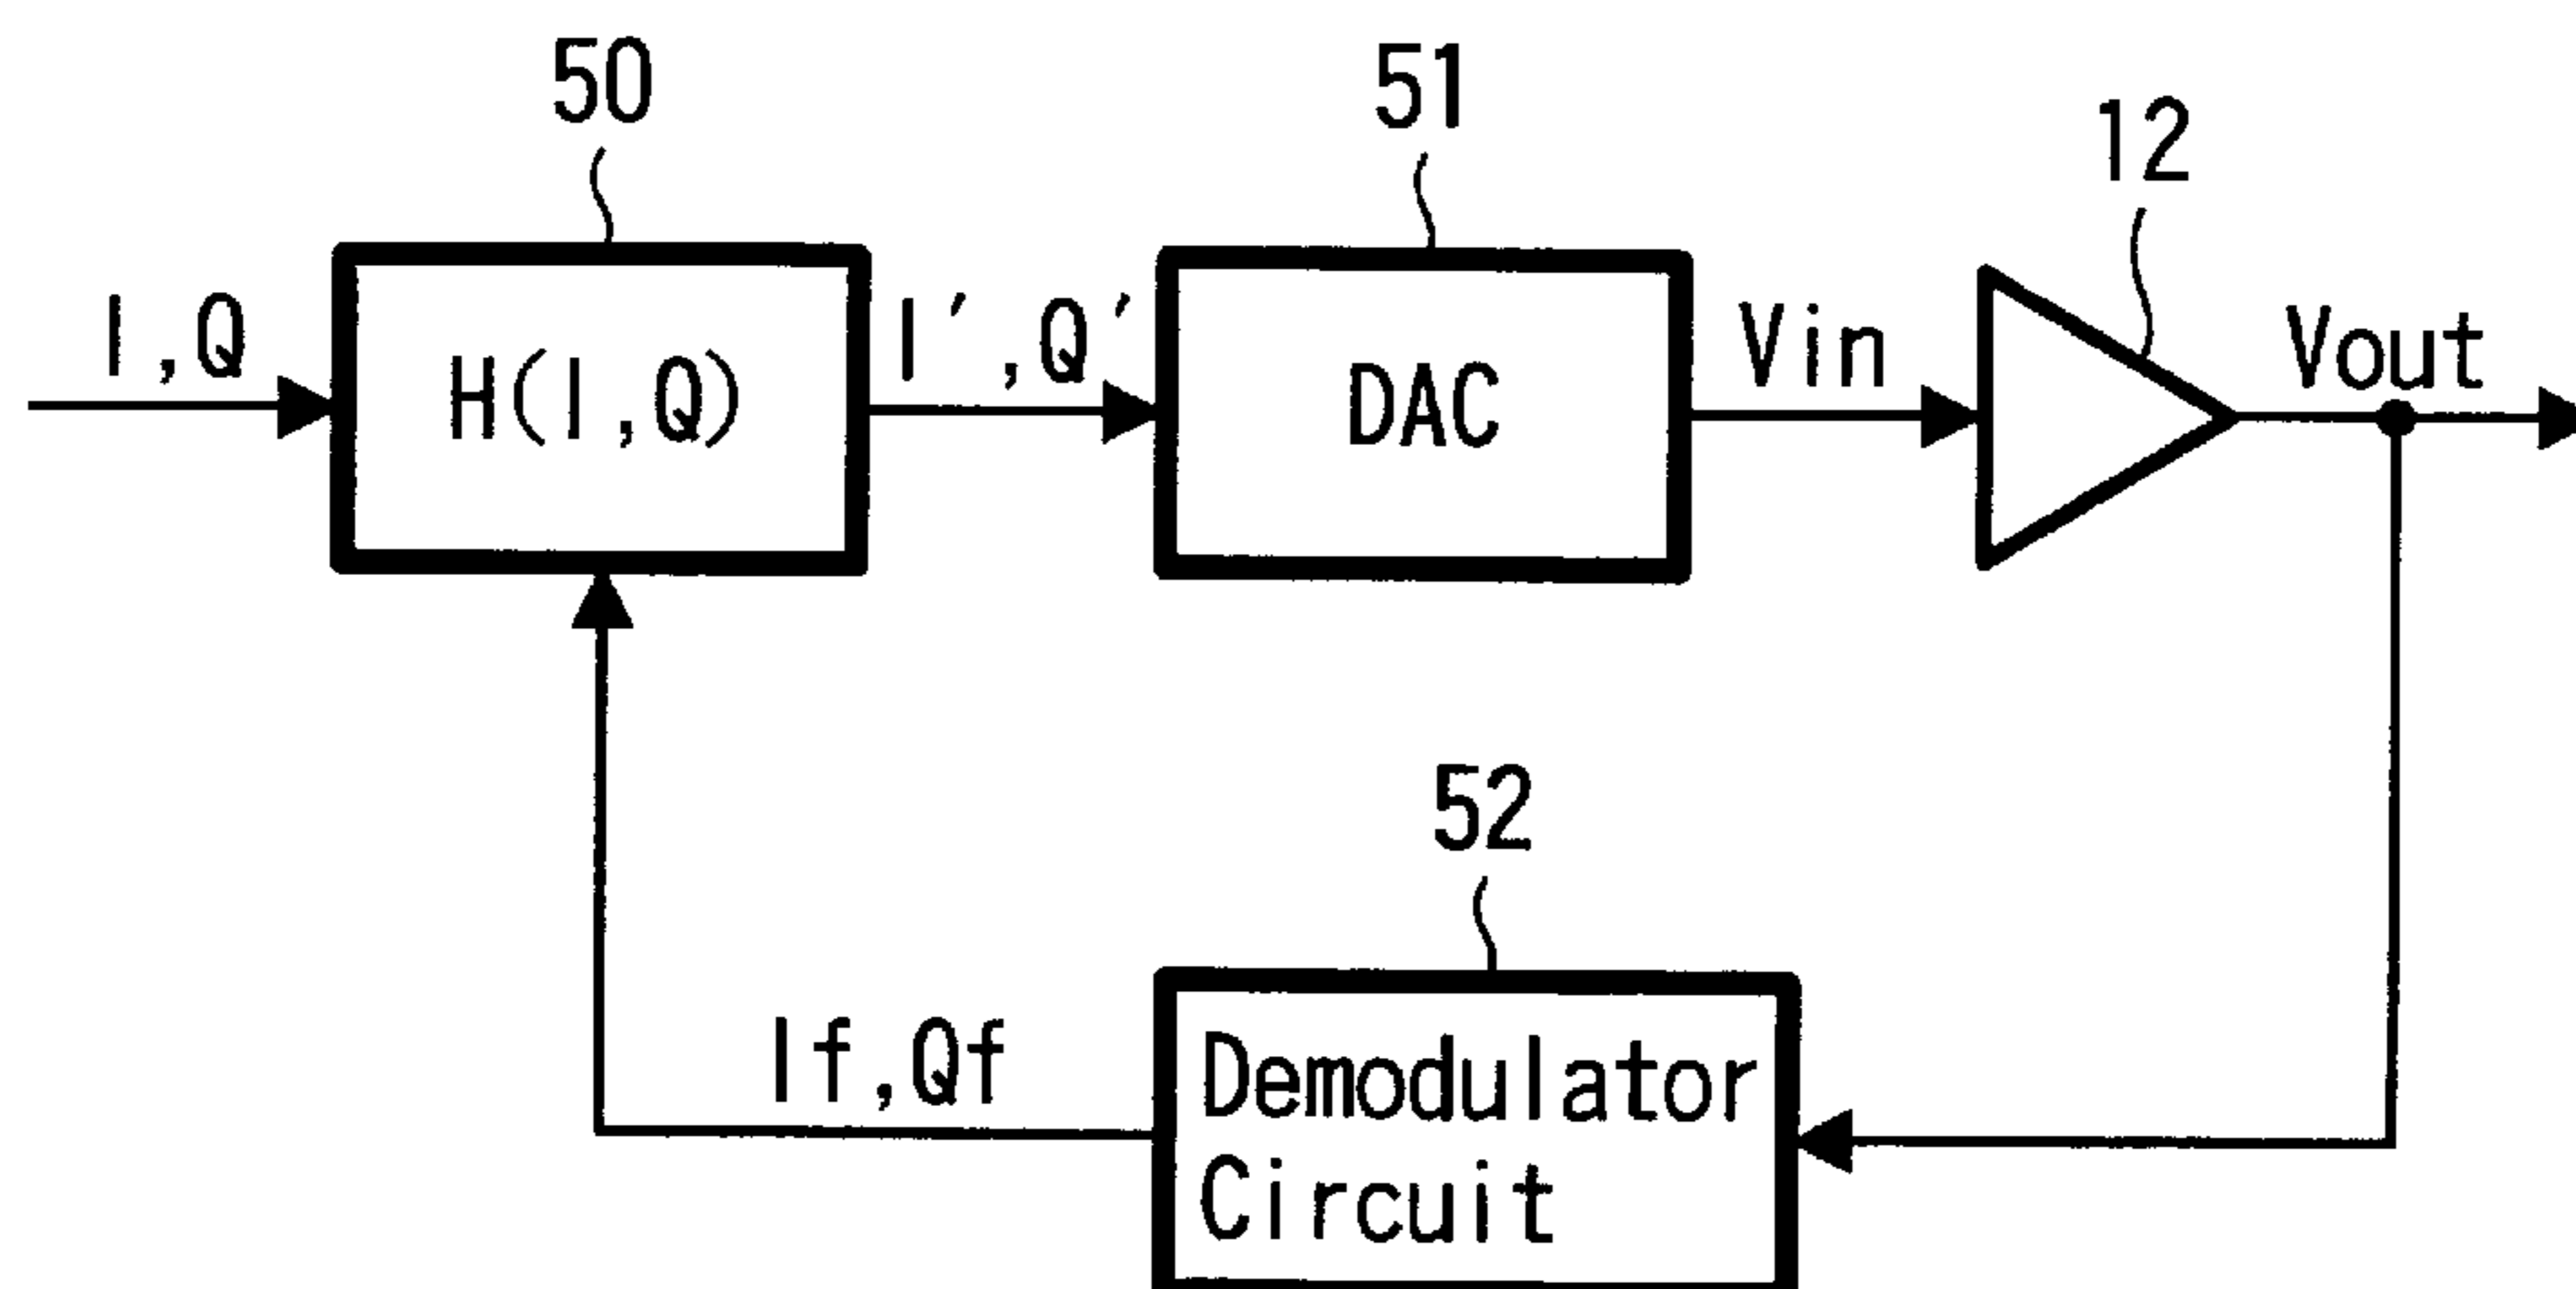 50
51
12
I,Q
H(I,Q)
I',Q'
DAC
Vin
Vout
52
If,Qf
Demodulator
Circuit